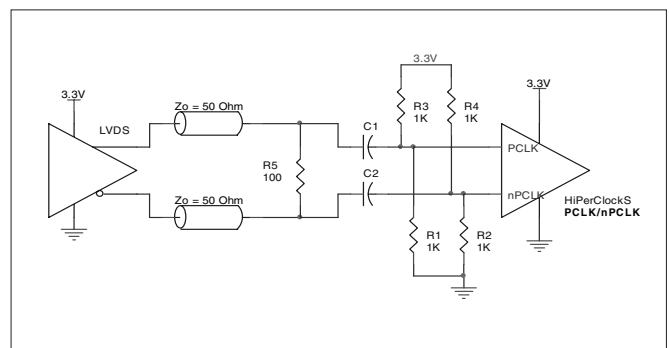 3.3V
3.3V
3.3V
Zo = 50 Ohm
LVDS
R3
1K
R4
1K
C1
PCLK
R5
100
C2
nPCLK
Zo = 50 Ohm
HiPerClockS
PCLK/nPCLK
R1
1K
R2
1K